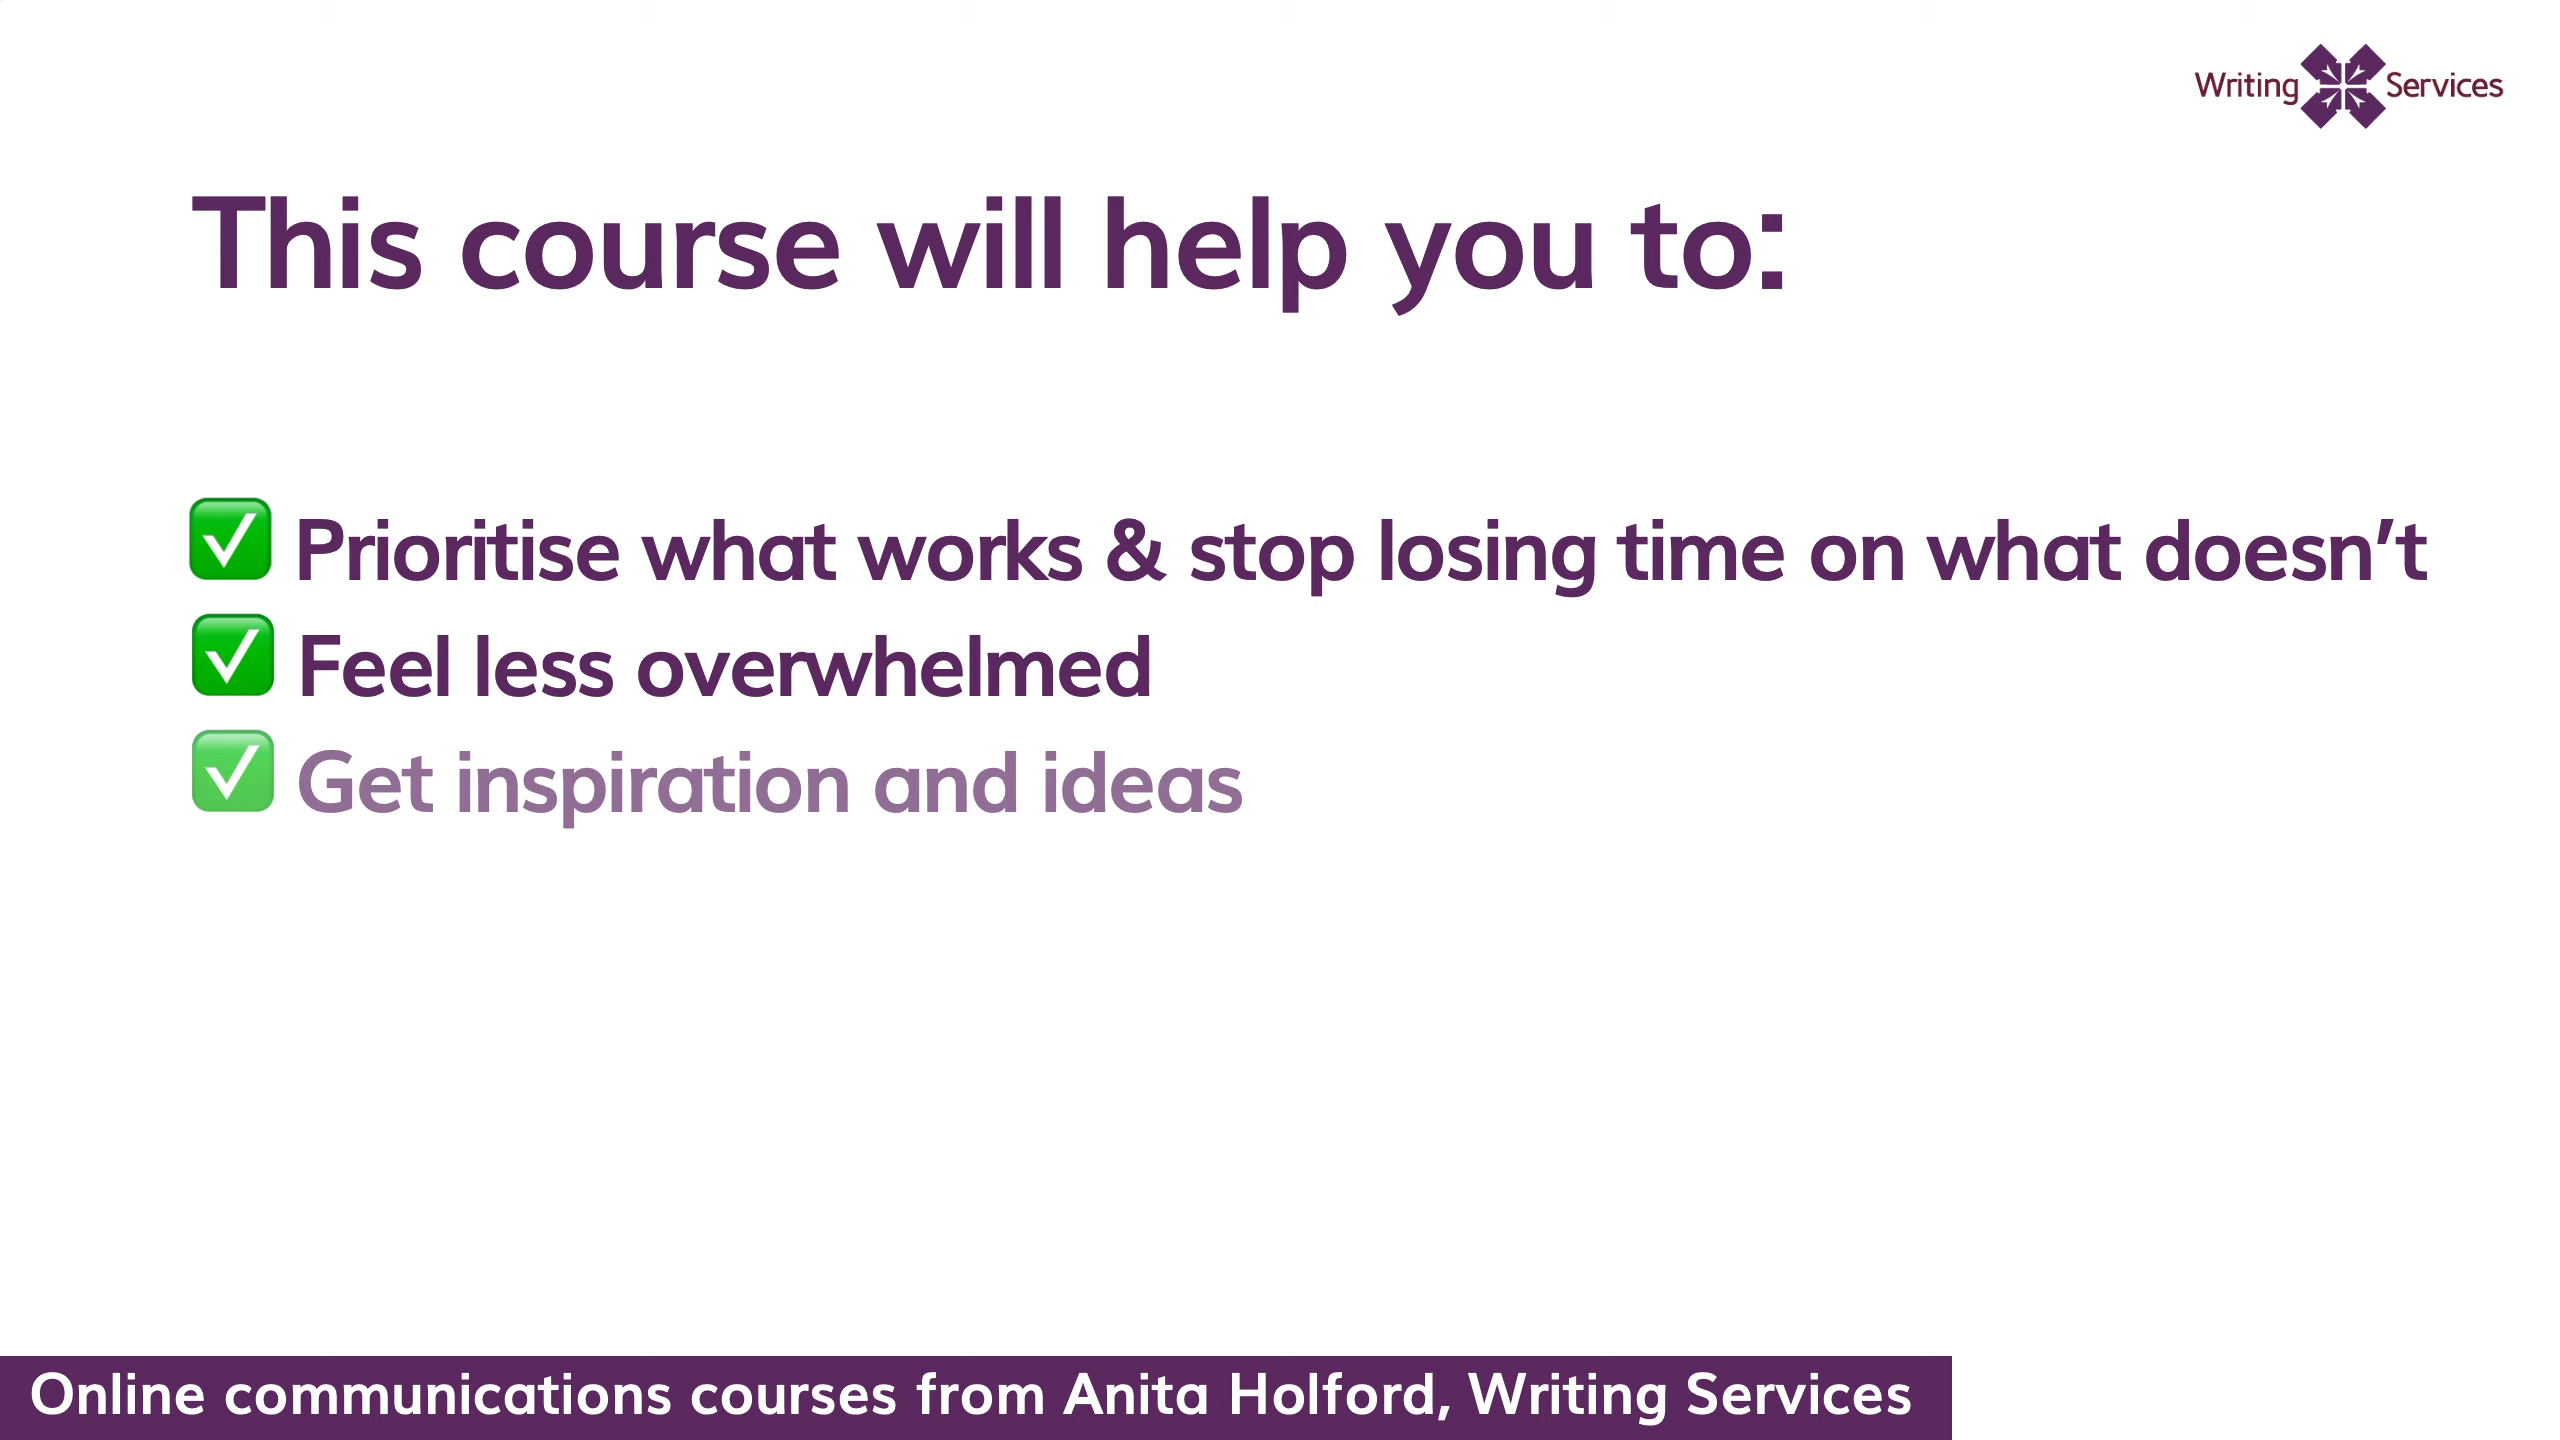 Writing Services
This course will help you to:
✅ Prioritise what works & stop losing time on what doesn’t
✅ Feel less overwhelmed
✅ Get inspiration and ideas
Online communications courses from Anita Holford, Writing Services